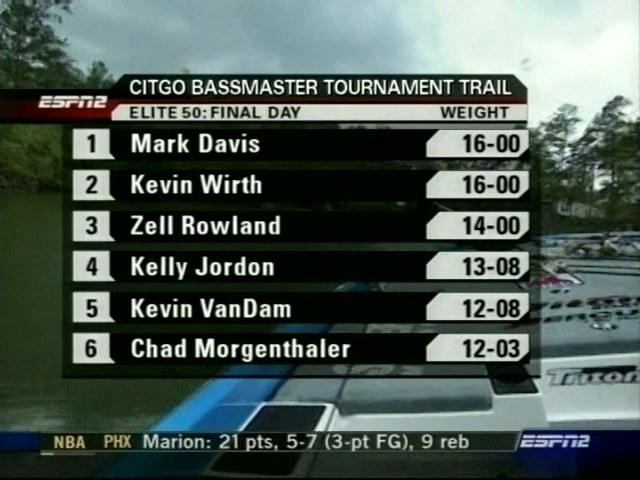 CITGO BASSMASTER TOURNAMENT TRAIL
ESPN2
ELITE 50: FINAL DAY WEIGHT
1 Mark Davis 16-00
2 Kevin Wirth 16-00
3 Zell Rowland 14-00
4 Kelly Jordon 13-08
5 Kevin VanDam 12-08
6 Chad Morgenthaler 12-03
Triton
NBA PHX Marion: 21 pts, 5-7 (3-pt FG), 9 reb ESPN2